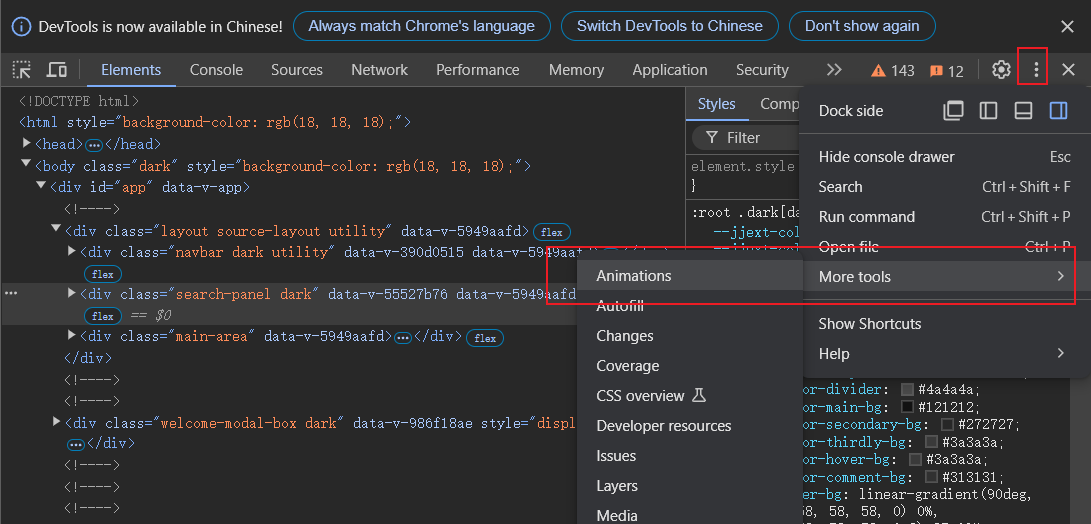 DevTools is now available in Chinese!
Always match Chrome's language
Switch DevTools to Chinese
Don't show again
Elements Console Sources Network Performance Memory Application Security 143 12
<!DOCTYPE html>
<html style="background-color: rgb(18, 18, 18);">
<head> ··· </head>
<body class="dark" style="background-color: rgb(18, 18, 18);">
<div id="app" data-v-app>
<!---->
<div class="layout source-layout utility" data-v-5949aafd> flex
<div class="navbar dark utility" data-v-390d0515 data-v-5949aaf
flex
<div class="search-panel dark" data-v-55527b76 data-v-5949aafd
flex == $0
<div class="main-area" data-v-5949aafd> ··· </div> flex
</div>
<!---->
<!---->
<div class="welcome-modal-box dark" data-v-986f18ae style="displ
··· </div>
<!---->
<!---->
<!---->
Styles Comp
Filter
element.style
}
:root .dark[da
--jjext-col
Dock side
Hide console drawer Esc
Search Ctrl + Shift + F
Run command Ctrl + Shift + P
Open file Ctrl + P
More tools
Show Shortcuts
Help
Animations
Autofill
Changes
Coverage
CSS overview
Developer resources
Issues
Layers
Media
or-divider: #4a4a4a;
or-main-bg: #121212;
or-secondary-bg: #272727;
or-thirdly-bg: #3a3a3a;
or-hover-bg: #3a3a3a;
or-comment-bg: #313131;
er-bg: linear-gradient(90deg,
58, 58, 58, 0) 0%,